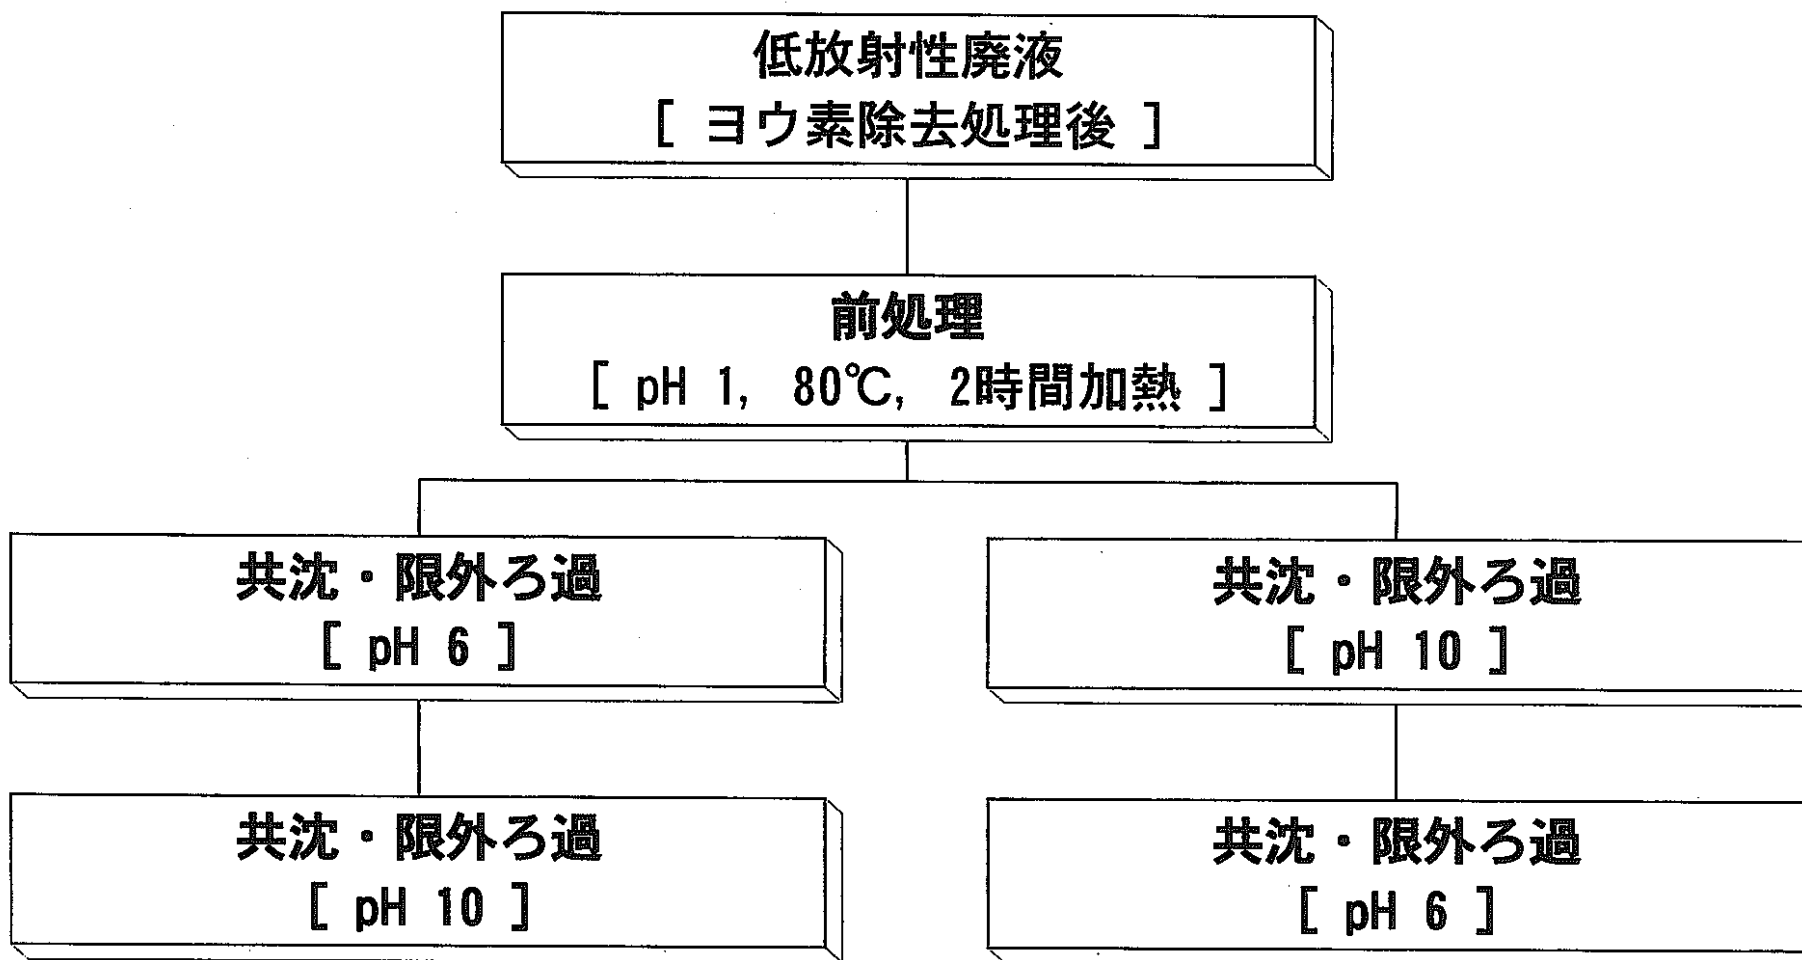 低放射性廃液
[ ヨウ素除去処理後 ]
前処理
[ pH 1, 80℃, 2時間加熱 ]
共沈・限外ろ過
[ pH 6 ]
共沈・限外ろ過
[ pH 10 ]
共沈・限外ろ過
[ pH 10 ]
共沈・限外ろ過
[ pH 6 ]